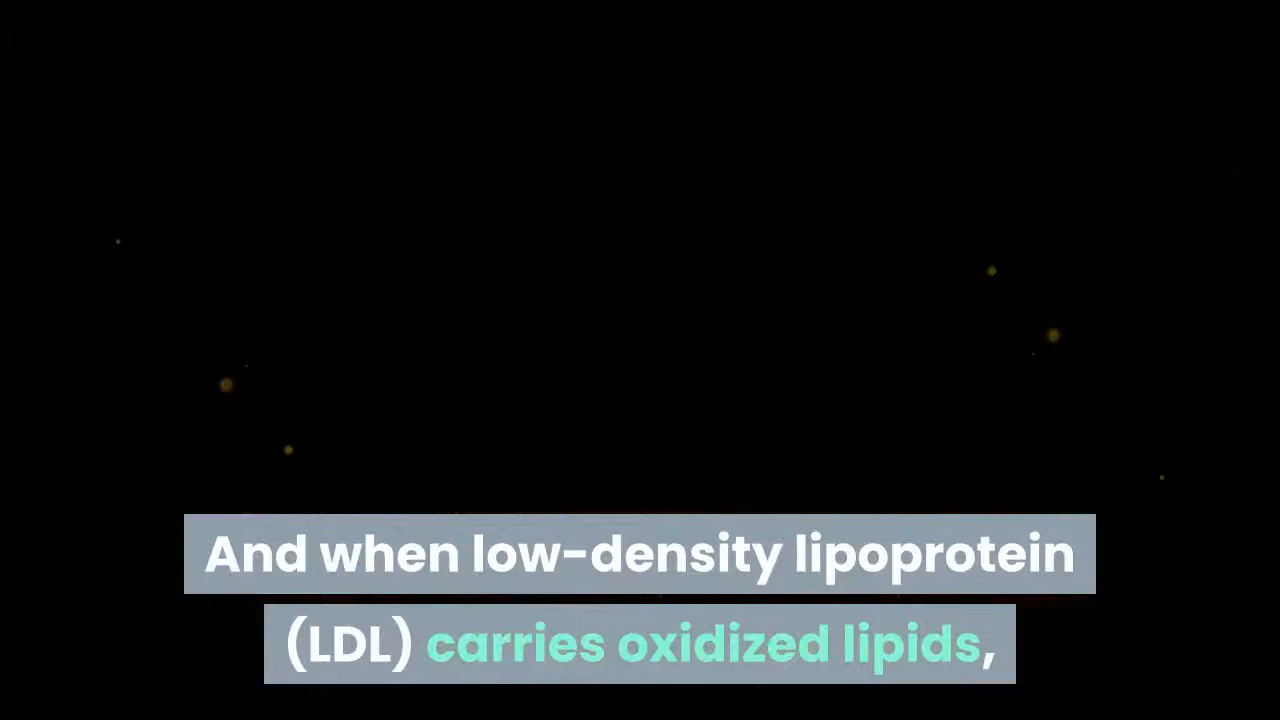 And when low-density lipoprotein
(LDL) carries oxidized lipids,